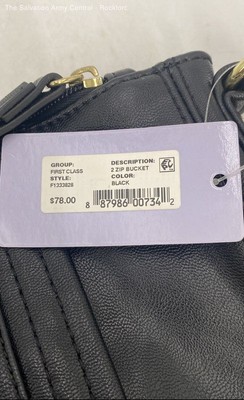 The Salvation Army Central - Rockford
GROUP:
FIRST CLASS
STYLE:
F1333828
$78.00
DESCRIPTION:
2 ZIP BUCKET
COLOR:
BLACK
8 87986 00734 2